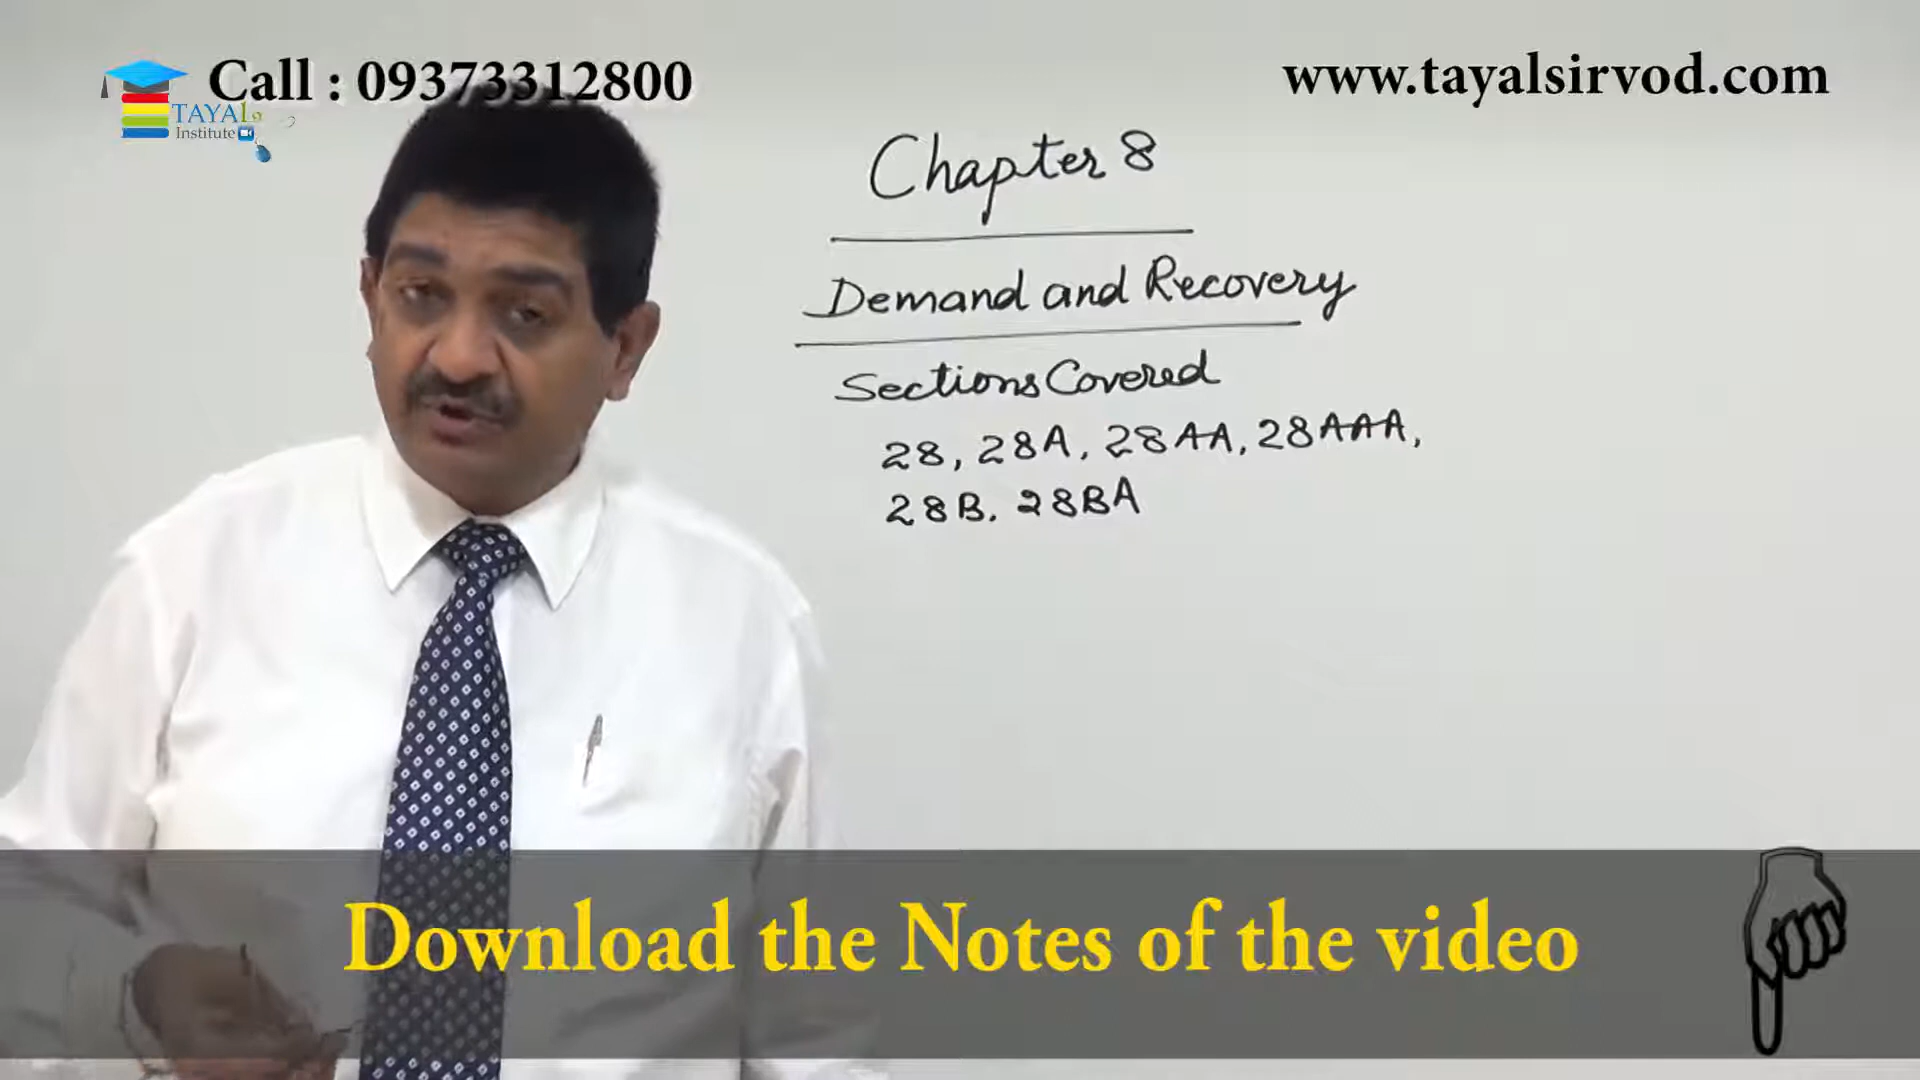 Call : 09373312800
www.tayalsirvod.com
TAYAL
Institute
Chapter 8
Demand and Recovery
Sections Covered
28, 28A, 28AA, 28AAA,
28B. 28BA
Download the Notes of the video